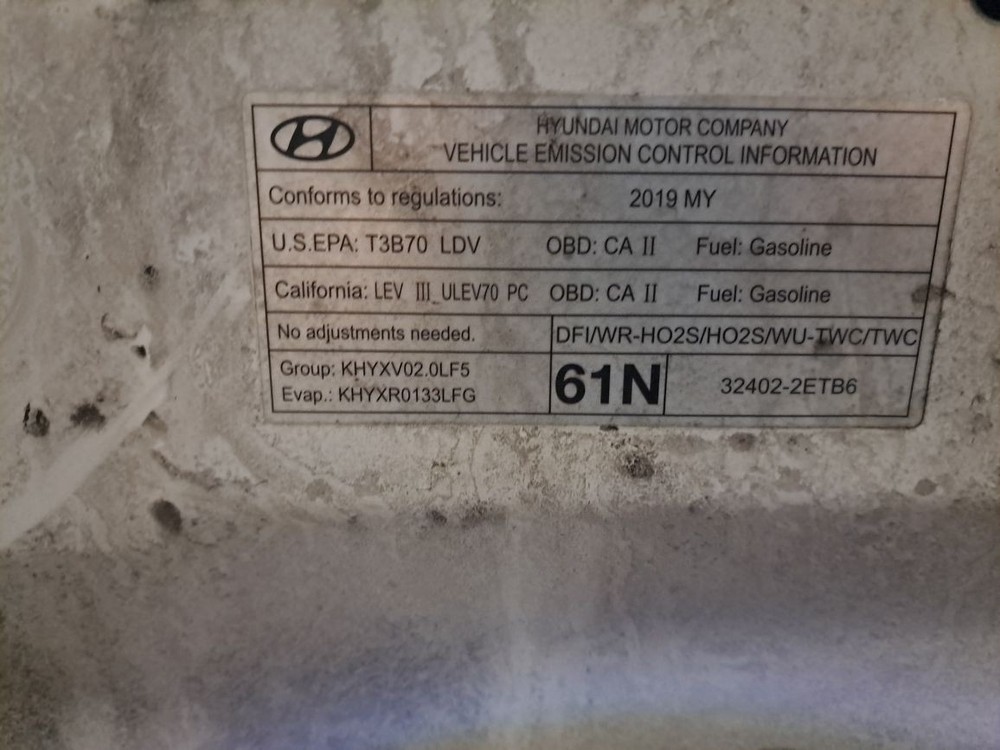 HYUNDAI MOTOR COMPANY
VEHICLE EMISSION CONTROL INFORMATION
Conforms to regulations: 2019 MY
U.S.EPA: T3B70 LDV OBD: CA II Fuel: Gasoline
California: LEV III_ULEV70 PC OBD: CA II Fuel: Gasoline
No adjustments needed. DFI/WR-HO2S/HO2S/WU-TWC/TWC
Group: KHYXV02.0LF5
Evap.: KHYXR0133LFG
61N
32402-2ETB6